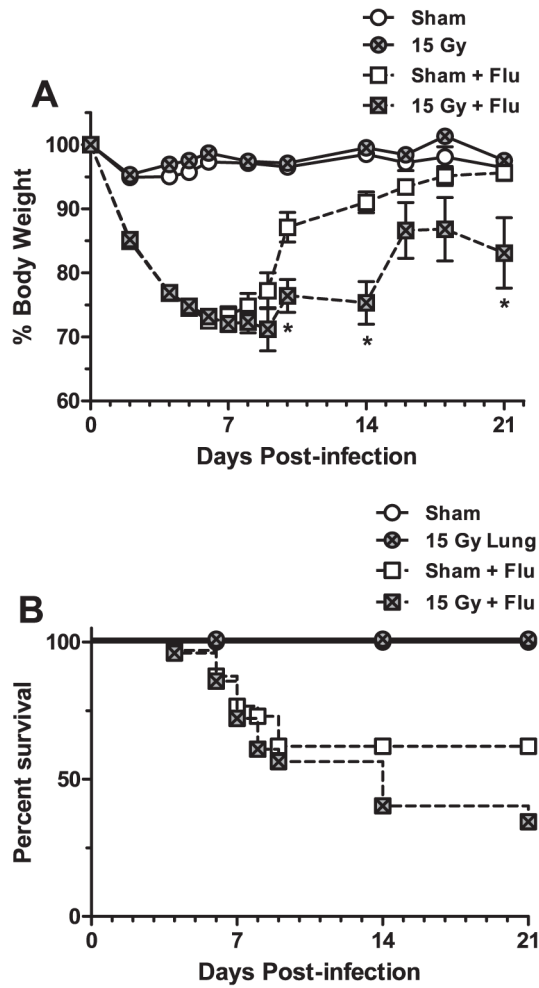 Sham
15 Gy
Sham + Flu
15 Gy + Flu
A
100
90
80
70
60
% Body Weight
*
*
*
0
7
14
21
Days Post-infection
Sham
15 Gy Lung
Sham + Flu
15 Gy + Flu
B
100
50
0
Percent survival
0
7
14
21
Days Post-infection